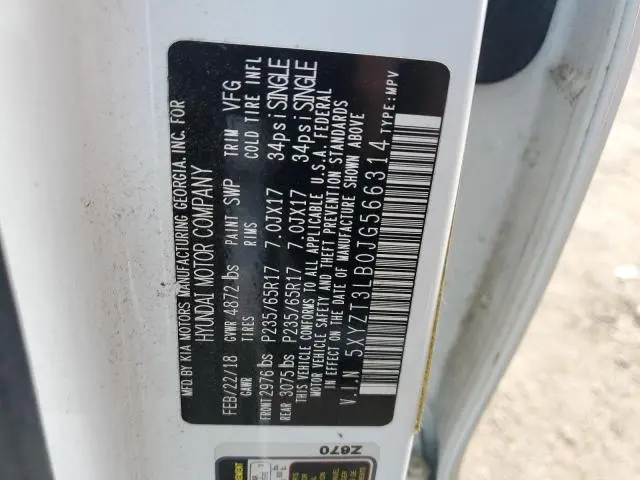 MFD. BY KIA MOTORS MANUFACTURING GEORGIA. INC. FOR
HYUNDAI MOTOR COMPANY
FEB/22/18 GVWR 4872 lbs PAINT SWP TRIM VFG
GAWR TIRES RIMS COLD TIRE INFL
FRONT 2976 lbs P235/65R17 7.0JX17 34psi SINGLE
REAR 3075 lbs P235/65R17 7.0JX17 34psi SINGLE
THIS VEHICLE CONFORMS TO ALL APPLICABLE U.S.A. FEDERAL
MOTOR VEHICLE SAFETY AND THEFT PREVENTION STANDARDS
IN EFFECT ON THE DATE OF MANUFACTURE SHOWN ABOVE
V.I.N 5XYZT3LB0JG566314 TYPE:MPV
Z670